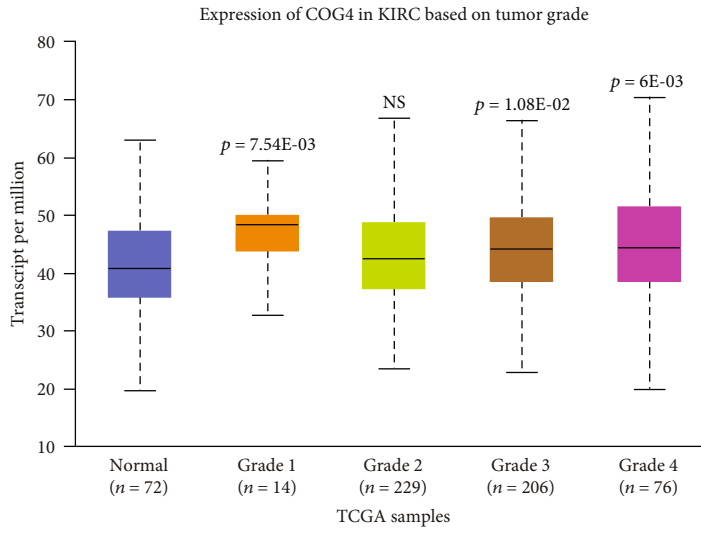 Expression of COG4 in KIRC based on tumor grade
80
70
60
50
40
30
20
10
Transcript per million
p = 7.54E-03
NS
p = 1.08E-02
p = 6E-03
Normal
(n = 72)
Grade 1
(n = 14)
Grade 2
(n = 229)
Grade 3
(n = 206)
Grade 4
(n = 76)
TCGA samples